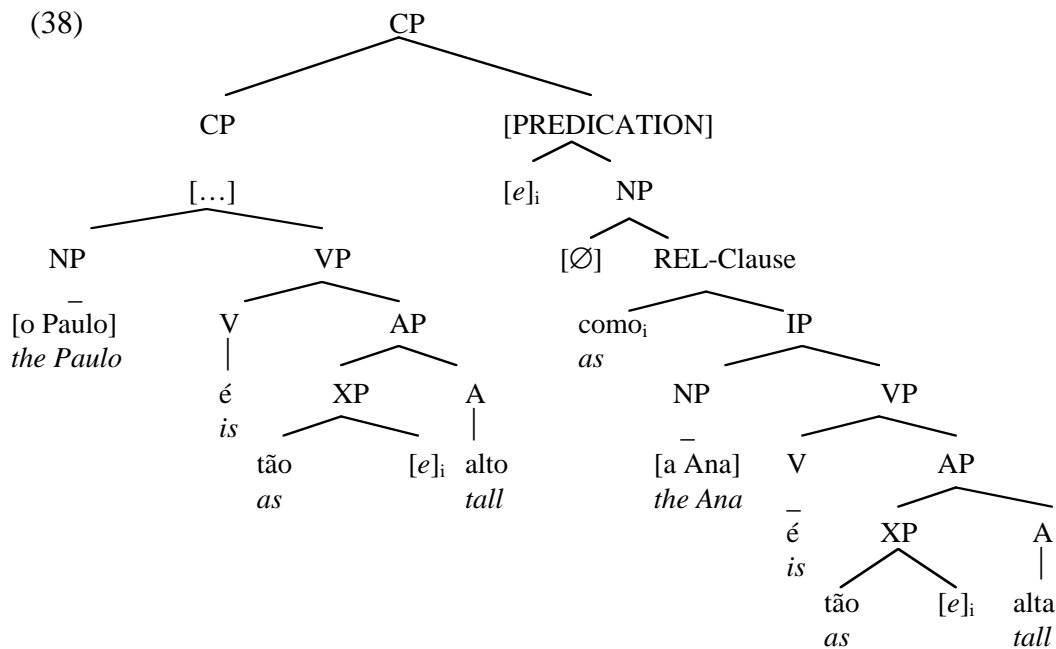 (38) CP
CP [PREDICATION]
[…] [e]i NP
NP VP [∅] REL-Clause
[o Paulo] V AP comoi IP
the Paulo as
é XP A NP VP
is
tão [e]i alto [a Ana] V AP
as tall the Ana
é XP A
is
tão [e]i alta
as tall